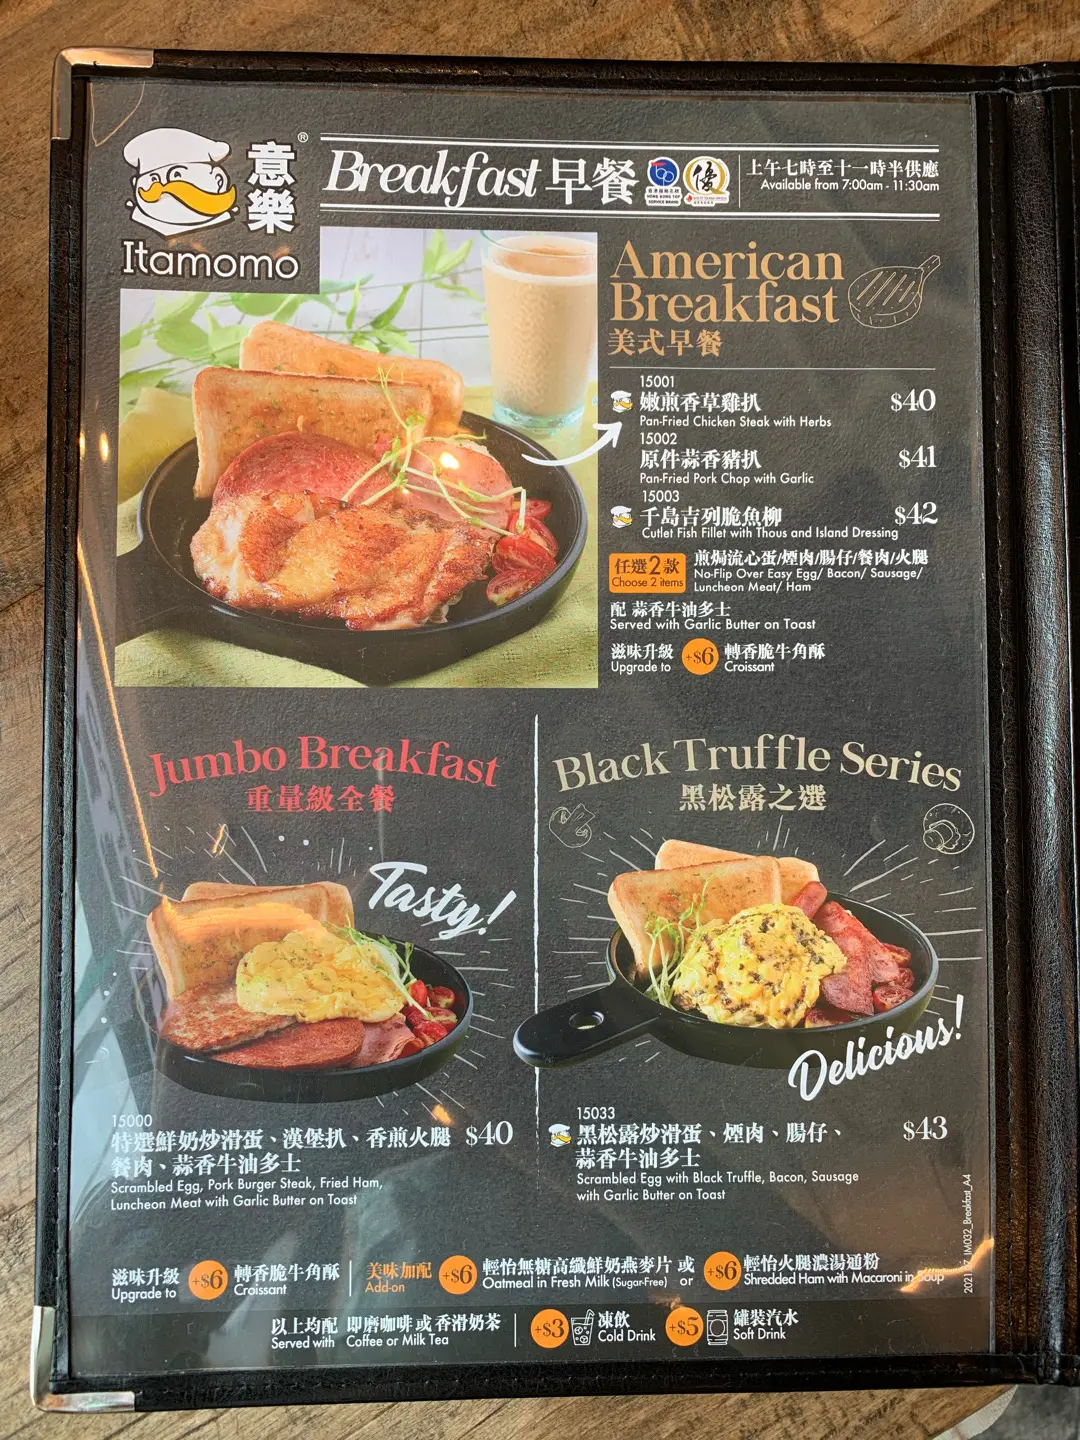 意樂®
Itamomo
Breakfast 早餐
上午七時至十一時半供應
Available from 7:00am - 11:30am
American
Breakfast
美式早餐
15001
嫩煎香草雞扒 $40
Pan-Fried Chicken Steak with Herbs
15002
原件蒜香豬扒 $41
Pan-Fried Pork Chop with Garlic
15003
千島吉列脆魚柳 $42
Cutlet Fish Fillet with Thous and Island Dressing
任選2款 煎焗流心蛋/煙肉/腸仔/餐肉/火腿
Choose 2 items No-Flip Over Easy Egg/ Bacon/ Sausage/
Luncheon Meat/ Ham
配 蒜香牛油多士
Served with Garlic Butter on Toast
滋味升級 +$6 轉香脆牛角酥
Upgrade to Croissant
Jumbo Breakfast
重量級全餐
Tasty!
15000
特選鮮奶炒滑蛋、漢堡扒、香煎火腿 $40
餐肉、蒜香牛油多士
Scrambled Egg, Pork Burger Steak, Fried Ham,
Luncheon Meat with Garlic Butter on Toast
Black Truffle Series
黑松露之選
Delicious!
15033
黑松露炒滑蛋、煙肉、腸仔、 $43
蒜香牛油多士
Scrambled Egg with Black Truffle, Bacon, Sausage
with Garlic Butter on Toast
滋味升級 +$6 轉香脆牛角酥
Upgrade to Croissant
美味加配 +$6 輕怡無糖高纖鮮奶燕麥片 或 +$6 輕怡火腿濃湯通粉
Add-on Oatmeal in Fresh Milk (Sugar-Free) or Shredded Ham with Macaroni in Soup
以上均配 即磨咖啡 或 香滑奶茶 +$3 凍飲 +$5 罐裝汽水
Served with Coffee or Milk Tea Cold Drink Soft Drink
IM032_Breakfast_A4